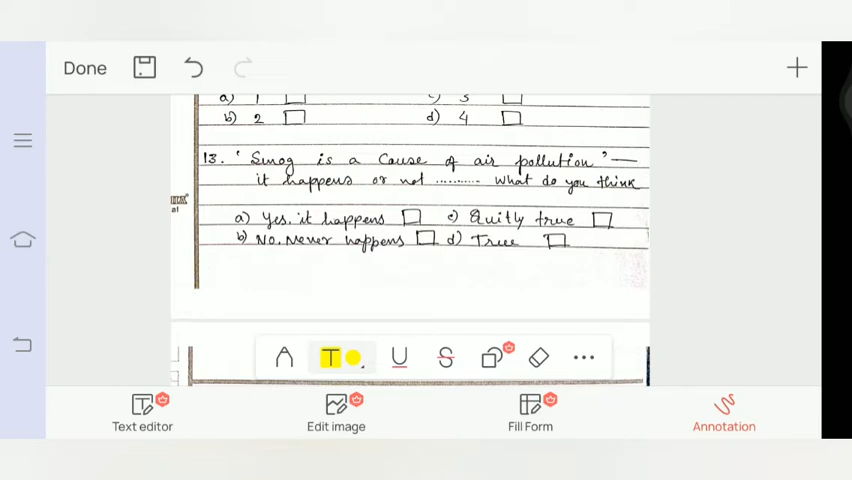 Done
a) 1 c) 3
b) 2 d) 4
13. 'Smog is a cause of air pollution' —
it happens or not .......... What do you think
a) Yes. it happens c) Quitly true
b) No. Never happens d) True
T U S
Text editor Edit image Fill Form Annotation